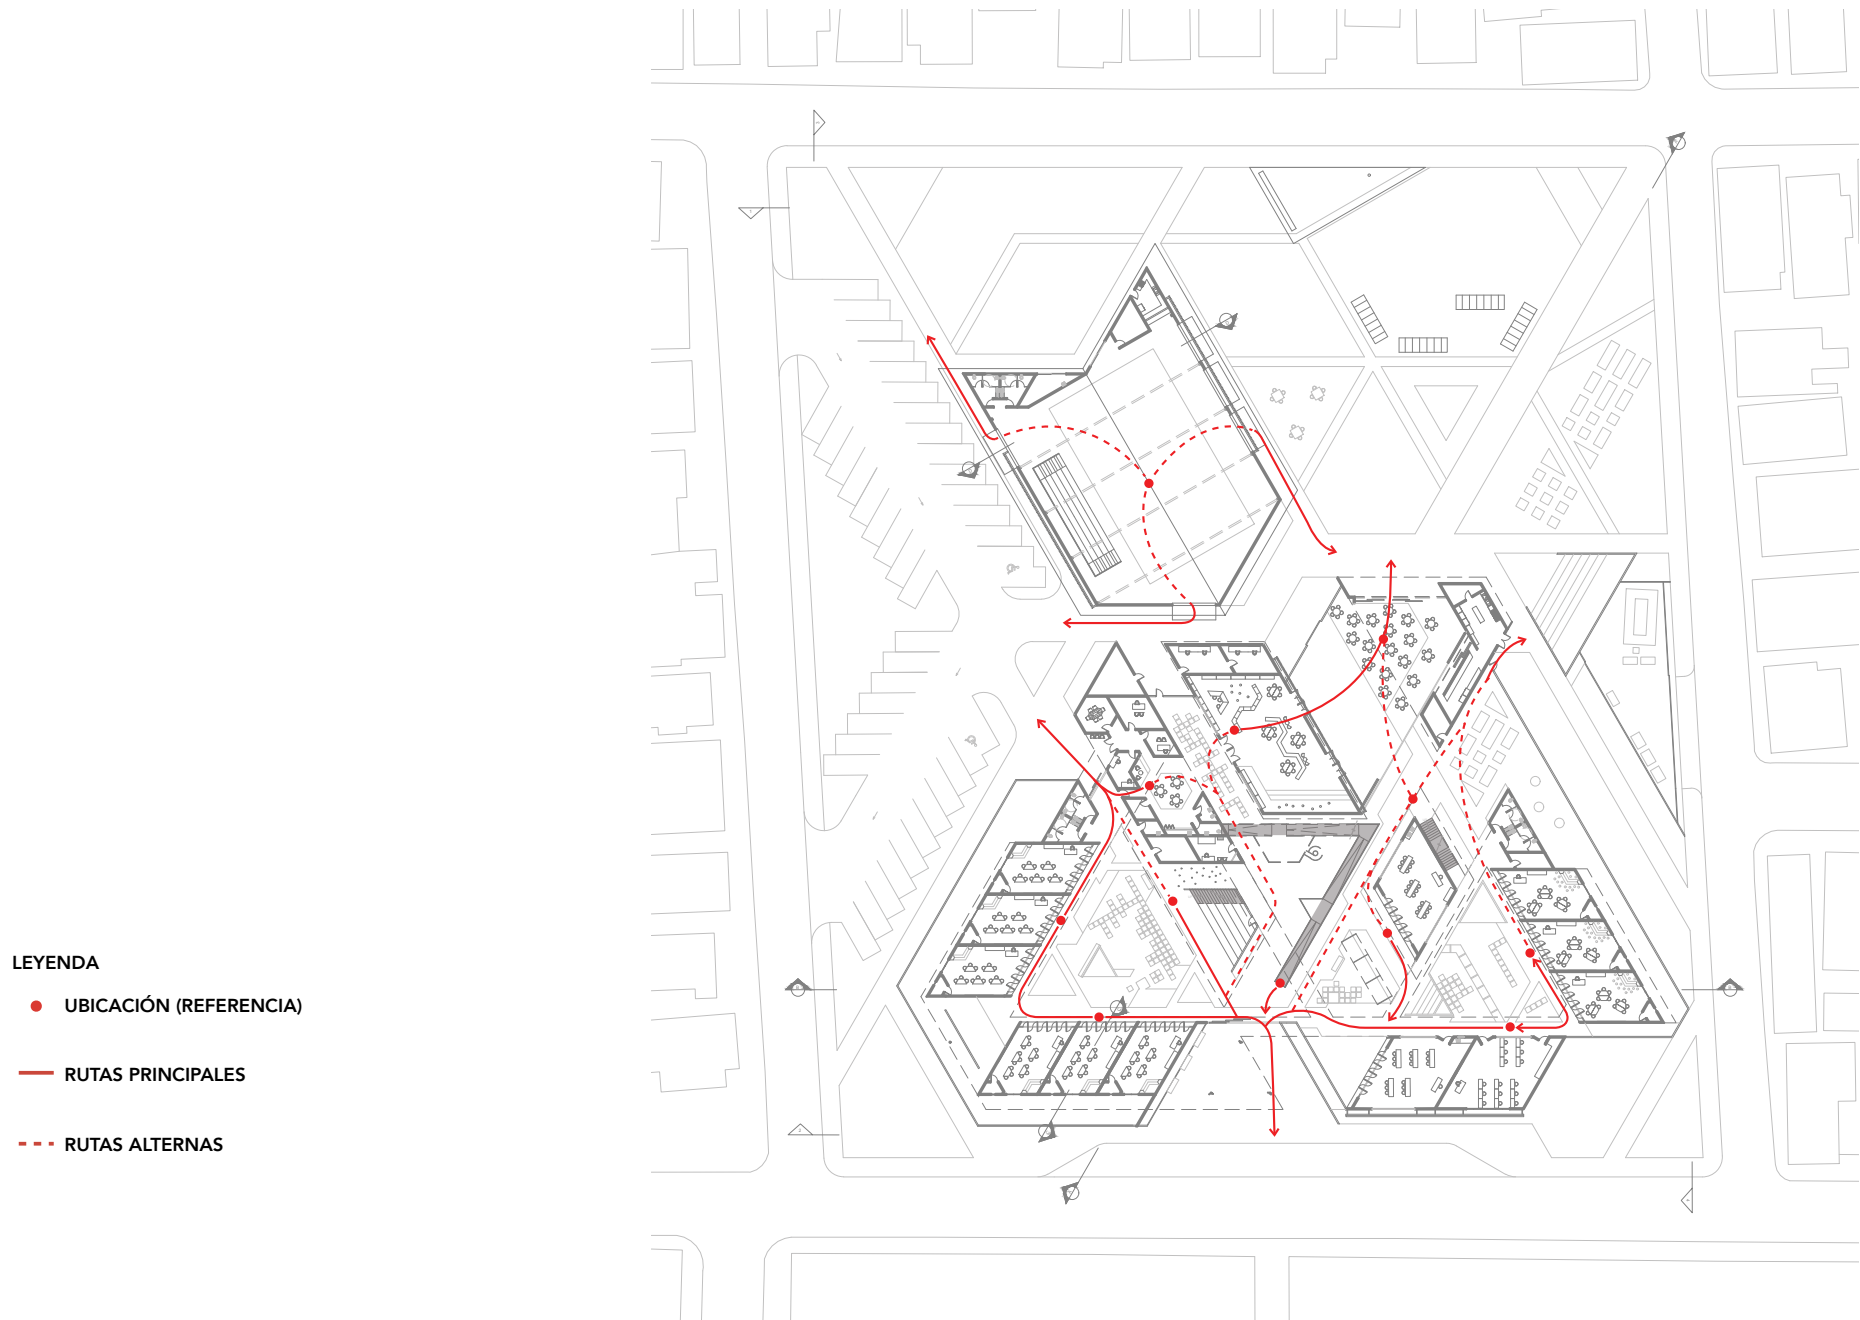 LEYENDA
UBICACIÓN (REFERENCIA)
RUTAS PRINCIPALES
RUTAS ALTERNAS